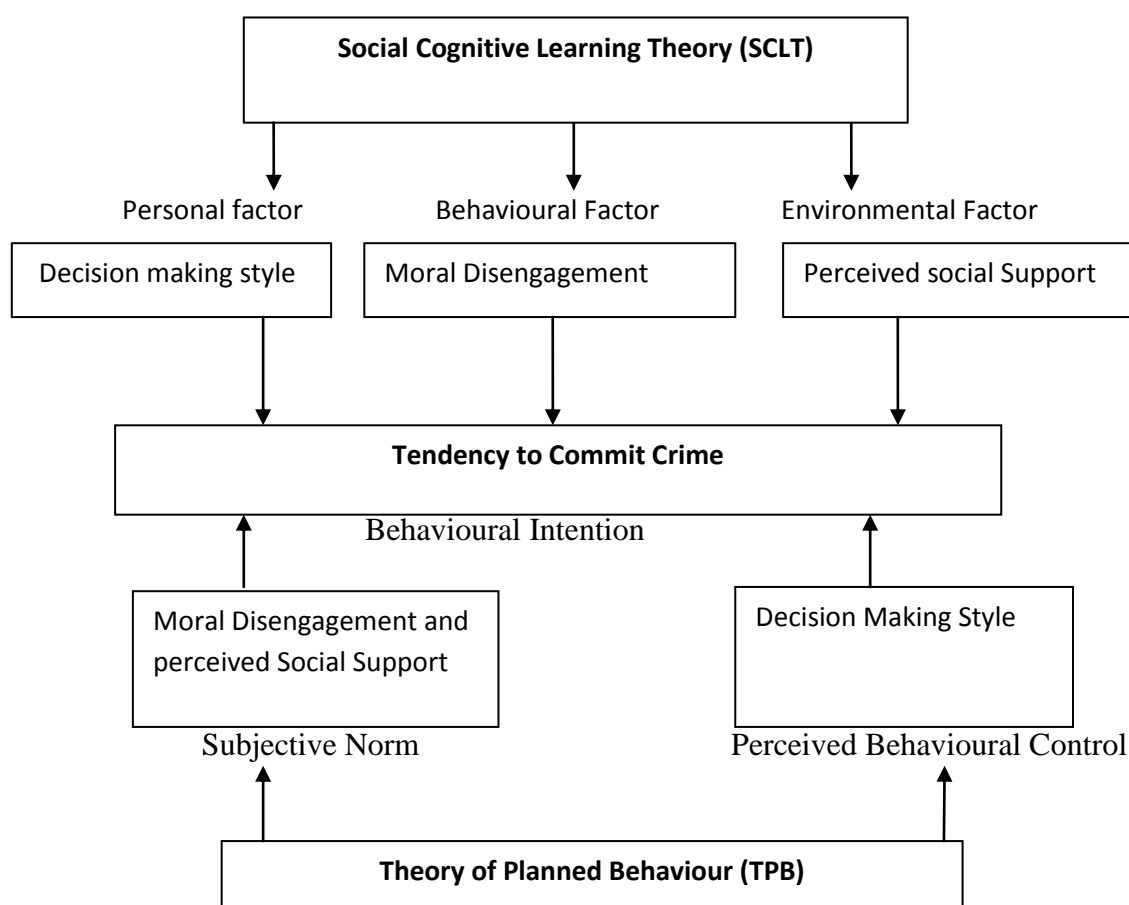 Social Cognitive Learning Theory (SCLT)
Personal factor
Behavioural Factor
Environmental Factor
Decision making style
Moral Disengagement
Perceived social Support
Tendency to Commit Crime
Behavioural Intention
Moral Disengagement and
perceived Social Support
Decision Making Style
Subjective Norm
Perceived Behavioural Control
Theory of Planned Behaviour (TPB)